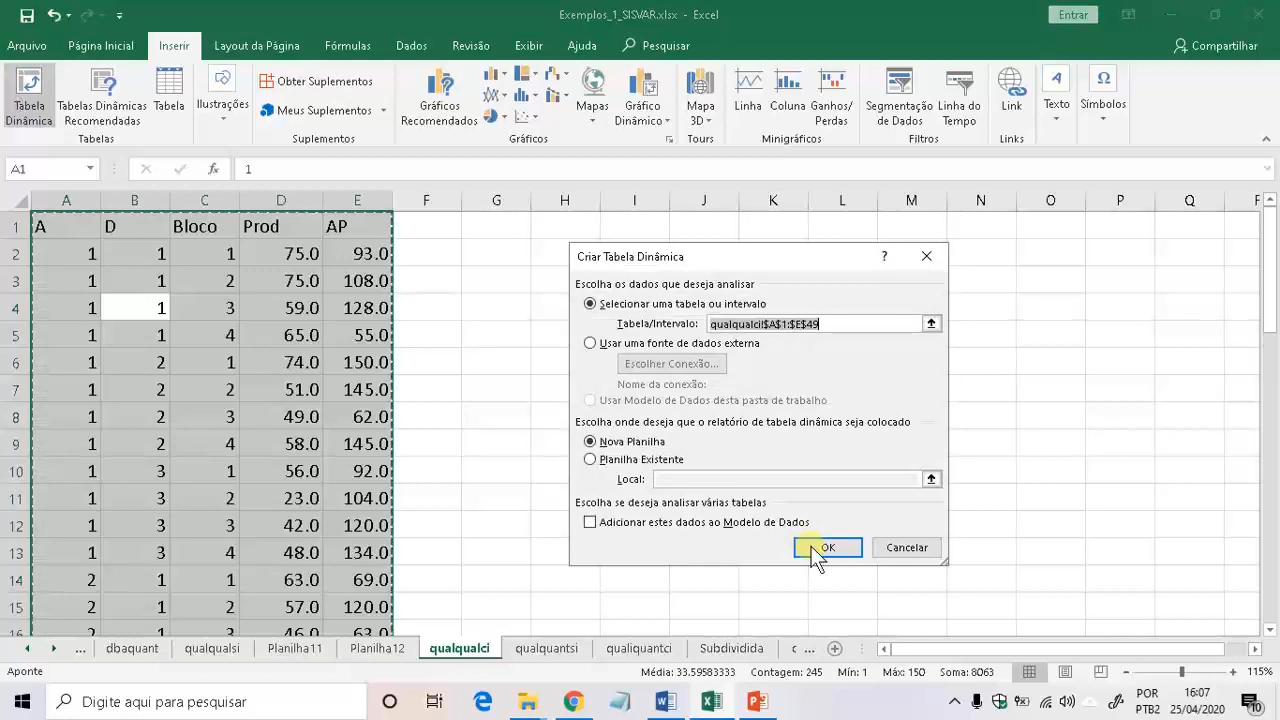 Exemplos_1_SISVAR.xlsx - Excel
Entrar
Arquivo Página Inicial Inserir Layout da Página Fórmulas Dados Revisão Exibir Ajuda Pesquisar Compartilhar
Tabela Dinâmica
Tabelas Dinâmicas Recomendadas
Tabela
Ilustrações
Obter Suplementos
Meus Suplementos
Gráficos Recomendados
Mapas
Gráfico Dinâmico
Mapa 3D
Linha
Coluna
Ganhos/ Perdas
Segmentação de Dados
Linha do Tempo
Link
Texto
Símbolos
Tabelas Suplementos Gráficos Tours Minigráficos Filtros Links
A1 fx 1
A B C D E F G H I J K L M N O P Q
1 A D Bloco Prod AP
2 1 1 1 75.0 93.0
3 1 1 2 75.0 108.0
4 1 1 3 59.0 128.0
5 1 1 4 65.0 55.0
6 1 2 1 74.0 150.0
7 1 2 2 51.0 145.0
8 1 2 3 49.0 62.0
9 1 2 4 58.0 145.0
10 1 3 1 56.0 92.0
11 1 3 2 23.0 104.0
12 1 3 3 42.0 120.0
13 1 3 4 48.0 134.0
14 2 1 1 63.0 69.0
15 2 1 2 57.0 120.0
16 2 1 3 46.0 63.0
Criar Tabela Dinâmica ?
Escolha os dados que deseja analisar
Selecionar uma tabela ou intervalo
Tabela/Intervalo: qualqualci!$A$1:$E$49
Usar uma fonte de dados externa
Escolher Conexão...
Nome da conexão:
Usar Modelo de Dados desta pasta de trabalho
Escolha onde deseja que o relatório de tabela dinâmica seja colocado
Nova Planilha
Planilha Existente
Local:
Escolha se deseja analisar várias tabelas
Adicionar estes dados ao Modelo de Dados
OK Cancelar
... dbaquant qualqualsi Planilha11 Planilha12 qualqualci qualquantsi qualiquantci Subdividida c ...
Aponte Média: 33.59583333 Contagem: 245 Mín: 1 Máx: 150 Soma: 8063 115%
Digite aqui para pesquisar
POR
PTB2
16:07
25/04/2020
10